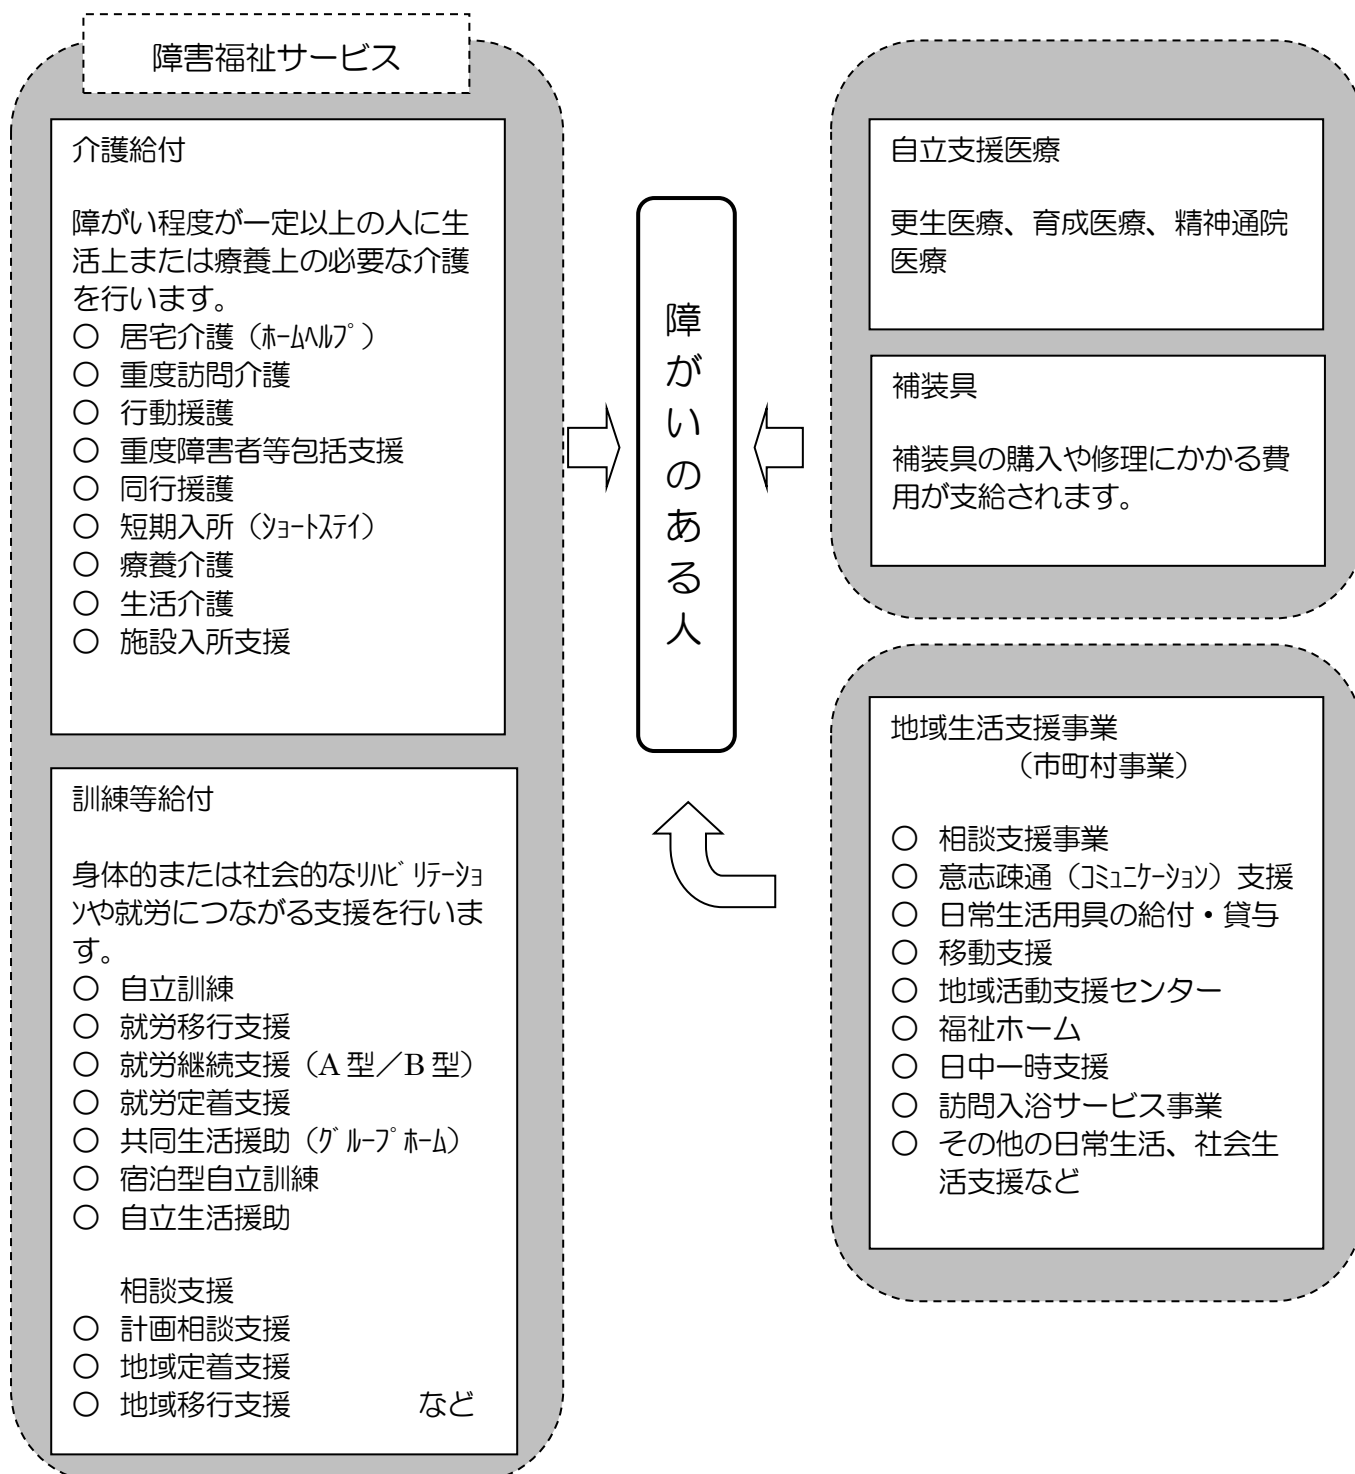 障害福祉サービス
介護給付
障がい程度が一定以上の人に生
活上または療養上の必要な介護
を行います。
○ 居宅介護(ﾎｰﾑﾍﾙﾌﾟ)
○ 重度訪問介護
○ 行動援護
○ 重度障害者等包括支援
○ 同行援護
○ 短期入所(ｼｮｰﾄｽﾃｲ)
○ 療養介護
○ 生活介護
○ 施設入所支援
訓練等給付
身体的または社会的なﾘﾊﾋﾞﾘﾃｰｼｮ
ﾝや就労につながる支援を行いま
す。
○ 自立訓練
○ 就労移行支援
○ 就労継続支援(A 型/B 型)
○ 就労定着支援
○ 共同生活援助(ｸﾞﾙｰﾌﾟﾎｰﾑ)
○ 宿泊型自立訓練
○ 自立生活援助
相談支援
○ 計画相談支援
○ 地域定着支援
○ 地域移行支援 など
障がいのある人
自立支援医療
更生医療、育成医療、精神通院
医療
補装具
補装具の購入や修理にかかる費
用が支給されます。
地域生活支援事業
(市町村事業)
○ 相談支援事業
○ 意志疎通(ｺﾐｭﾆｹｰｼｮﾝ)支援
○ 日常生活用具の給付・貸与
○ 移動支援
○ 地域活動支援センター
○ 福祉ホーム
○ 日中一時支援
○ 訪問入浴サービス事業
○ その他の日常生活、社会生
活支援など